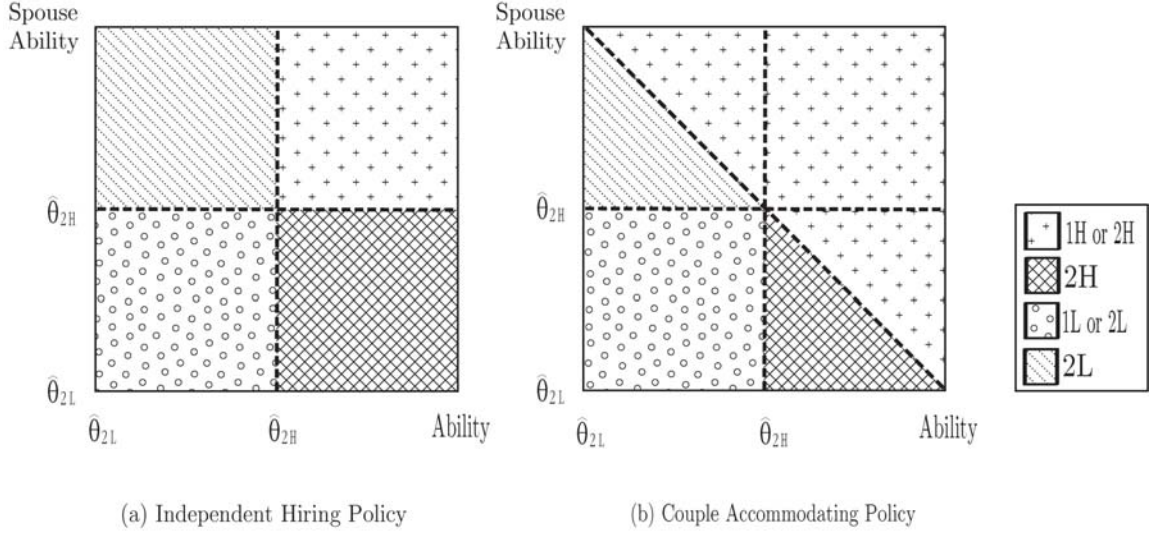 Spouse
Ability
θ̂2H
θ̂2L
θ̂2L
θ̂2H
Ability
(a) Independent Hiring Policy
Spouse
Ability
θ̂2H
θ̂2L
θ̂2L
θ̂2H
Ability
(b) Couple Accommodating Policy
1H or 2H
2H
1L or 2L
2L